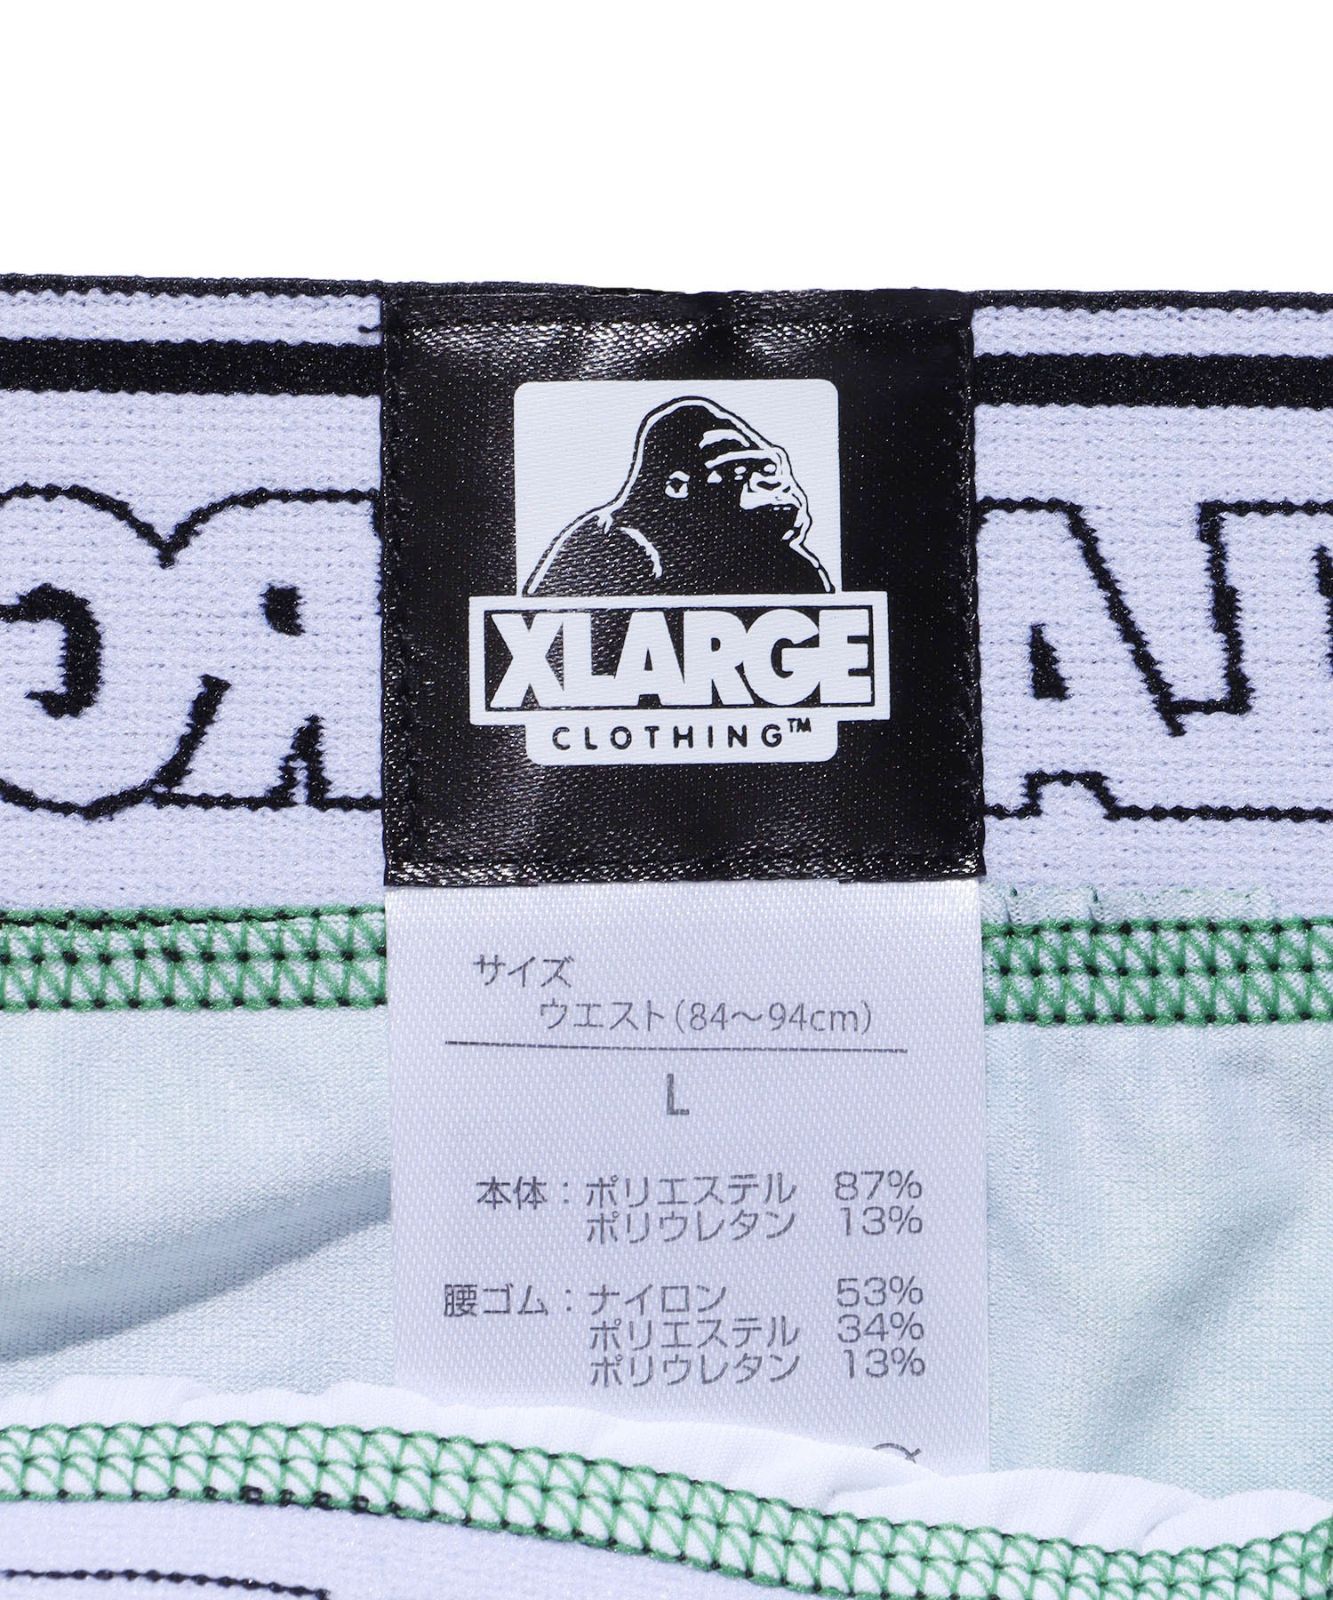 XLARGE
CLOTHING™
サイズ
ウエスト(84〜94cm)
L
本体：ポリエステル 87%
ポリウレタン 13%
腰ゴム：ナイロン 53%
ポリエステル 34%
ポリウレタン 13%